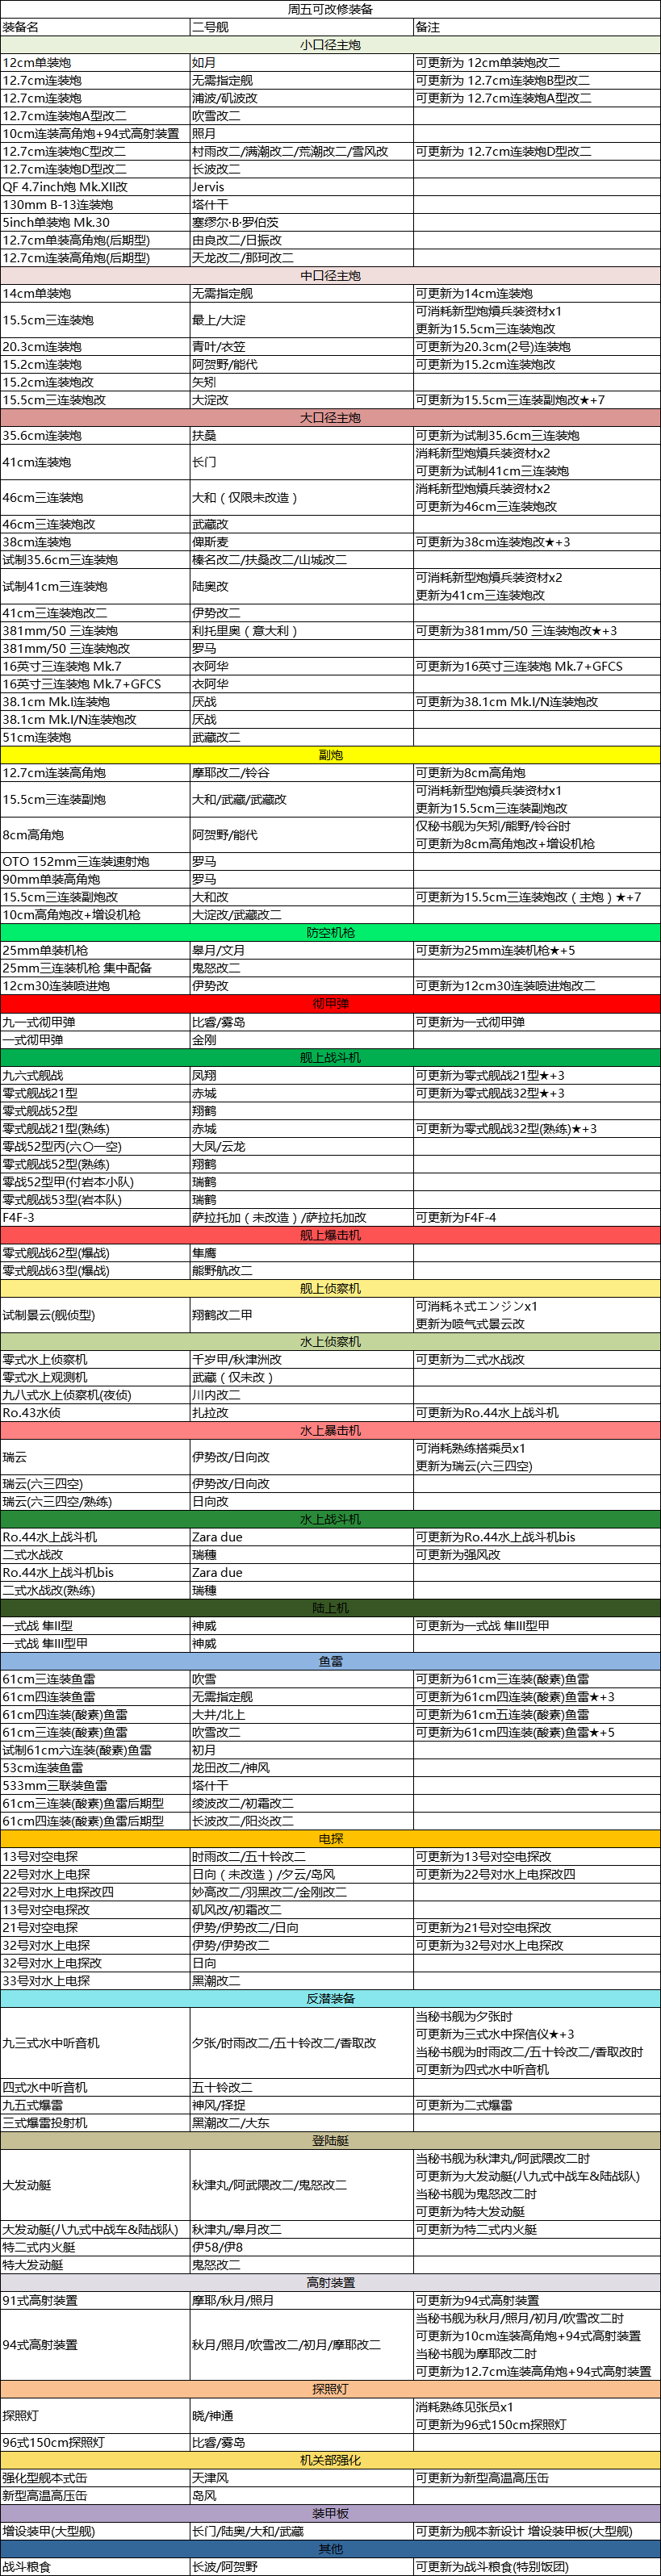 周五可改修装备
装备名 二号舰 备注
小口径主炮
12cm单装炮 如月 可更新为 12cm单装炮改二
12.7cm连装炮 无需指定舰 可更新为 12.7cm连装炮B型改二
12.7cm连装炮 浦波/矶波改 可更新为 12.7cm连装炮A型改二
12.7cm连装炮A型改二 吹雪改二
10cm连装高角炮+94式高射装置 照月
12.7cm连装炮C型改二 村雨改二/满潮改二/荒潮改二/雪风改 可更新为 12.7cm连装炮D型改二
12.7cm连装炮D型改二 长波改二
QF 4.7inch炮 Mk.XII改 Jervis
130mm B-13连装炮 塔什干
5inch单装炮 Mk.30 塞缪尔·B·罗伯茨
12.7cm单装高角炮(后期型) 由良改二/日振改
12.7cm连装高角炮(后期型) 天龙改二/那珂改二
中口径主炮
14cm单装炮 无需指定舰 可更新为14cm连装炮
15.5cm三连装炮 最上/大淀 可消耗新型炮熕兵装资材x1
更新为15.5cm三连装炮改
20.3cm连装炮 青叶/衣笠 可更新为20.3cm(2号)连装炮
15.2cm连装炮 阿贺野/能代 可更新为15.2cm连装炮改
15.2cm连装炮改 矢矧
15.5cm三连装炮改 大淀改 可更新为15.5cm三连装副炮改★+7
大口径主炮
35.6cm连装炮 扶桑 可更新为试制35.6cm三连装炮
41cm连装炮 长门 消耗新型炮熕兵装资材x2
可更新为试制41cm三连装炮
46cm三连装炮 大和（仅限未改造） 消耗新型炮熕兵装资材x2
可更新为46cm三连装炮改
46cm三连装炮改 武藏改
38cm连装炮 俾斯麦 可更新为38cm连装炮改★+3
试制35.6cm三连装炮 榛名改二/扶桑改二/山城改二
试制41cm三连装炮 陆奥改 可消耗新型炮熕兵装资材x2
更新为41cm三连装炮改
41cm三连装炮改二 伊势改二
381mm/50 三连装炮 利托里奥（意大利） 可更新为381mm/50 三连装炮改★+3
381mm/50 三连装炮改 罗马
16英寸三连装炮 Mk.7 衣阿华 可更新为16英寸三连装炮 Mk.7+GFCS
16英寸三连装炮 Mk.7+GFCS 衣阿华
38.1cm Mk.I连装炮 厌战 可更新为38.1cm Mk.I/N连装炮改
38.1cm Mk.I/N连装炮改 厌战
51cm连装炮 武藏改二
副炮
12.7cm连装高角炮 摩耶改二/铃谷 可更新为8cm高角炮
15.5cm三连装副炮 大和/武藏/武藏改 可消耗新型炮熕兵装资材x1
更新为15.5cm三连装副炮改
8cm高角炮 阿贺野/能代 仅秘书舰为矢矧/熊野/铃谷时
可更新为8cm高角炮改+增设机枪
OTO 152mm三连装速射炮 罗马
90mm单装高角炮 罗马
15.5cm三连装副炮改 大和改 可更新为15.5cm三连装炮改（主炮）★+7
10cm高角炮改+增设机枪 大淀改/武藏改二
防空机枪
25mm单装机枪 皋月/文月 可更新为25mm连装机枪★+5
25mm三连装机枪 集中配备 鬼怒改二
12cm30连装喷进炮 伊势改 可更新为12cm30连装喷进炮改二
彻甲弹
九一式彻甲弹 比睿/雾岛 可更新为一式彻甲弹
一式彻甲弹 金刚
舰上战斗机
九六式舰战 凤翔 可更新为零式舰战21型★+3
零式舰战21型 赤城 可更新为零式舰战32型★+3
零式舰战52型 翔鹤
零式舰战21型(熟练) 赤城 可更新为零式舰战32型(熟练)★+3
零战52型丙(六〇一空) 大凤/云龙
零式舰战52型(熟练) 翔鹤
零战52型甲(付岩本小队) 瑞鹤
零式舰战53型(岩本队) 瑞鹤
F4F-3 萨拉托加（未改造）/萨拉托加改 可更新为F4F-4
舰上爆击机
零式舰战62型(爆战) 隼鹰
零式舰战63型(爆战) 熊野航改二
舰上侦察机
试制景云(舰侦型) 翔鹤改二甲 可消耗ネ式エンジンx1
更新为喷气式景云改
水上侦察机
零式水上侦察机 千岁甲/秋津洲改 可更新为二式水战改
零式水上观测机 武藏（仅未改）
九八式水上侦察机(夜侦) 川内改二
Ro.43水侦 扎拉改 可更新为Ro.44水上战斗机
水上暴击机
瑞云 伊势改/日向改 可消耗熟练搭乘员x1
更新为瑞云(六三四空)
瑞云(六三四空) 伊势改/日向改
瑞云(六三四空/熟练) 日向改
水上战斗机
Ro.44水上战斗机 Zara due 可更新为Ro.44水上战斗机bis
二式水战改 瑞穗 可更新为强风改
Ro.44水上战斗机bis Zara due
二式水战改(熟练) 瑞穗
陆上机
一式战 隼II型 神威 可更新为一式战 隼III型甲
一式战 隼III型甲 神威
鱼雷
61cm三连装鱼雷 吹雪 可更新为61cm三连装(酸素)鱼雷
61cm四连装鱼雷 无需指定舰 可更新为61cm四连装(酸素)鱼雷★+3
61cm四连装(酸素)鱼雷 大井/北上 可更新为61cm五连装(酸素)鱼雷
61cm三连装(酸素)鱼雷 吹雪改二 可更新为61cm四连装(酸素)鱼雷★+5
试制61cm六连装(酸素)鱼雷 初月
53cm连装鱼雷 龙田改二/神风
533mm三联装鱼雷 塔什干
61cm三连装(酸素)鱼雷后期型 绫波改二/初霜改二
61cm四连装(酸素)鱼雷后期型 长波改二/阳炎改二
电探
13号对空电探 时雨改二/五十铃改二 可更新为13号对空电探改
22号对水上电探 日向（未改造）/夕云/岛风 可更新为22号对水上电探改四
22号对水上电探改四 妙高改二/羽黑改二/金刚改二
13号对空电探改 矶风改/初霜改二
21号对空电探 伊势/伊势改二/日向 可更新为21号对空电探改
32号对水上电探 伊势/伊势改二 可更新为32号对水上电探改
32号对水上电探改 日向
33号对水上电探 黑潮改二
反潜装备
九三式水中听音机 夕张/时雨改二/五十铃改二/香取改 当秘书舰为夕张时
可更新为三式水中探信仪★+3
当秘书舰为时雨改二/五十铃改二/香取改时
可更新为四式水中听音机
四式水中听音机 五十铃改二
九五式爆雷 神风/择捉 可更新为二式爆雷
三式爆雷投射机 黑潮改二/大东
登陆艇
大发动艇 秋津丸/阿武隈改二/鬼怒改二 当秘书舰为秋津丸/阿武隈改二时
可更新为大发动艇(八九式中战车&陆战队)
当秘书舰为鬼怒改二时
可更新为特大发动艇
大发动艇(八九式中战车&陆战队) 秋津丸/皋月改二 可更新为特二式内火艇
特二式内火艇 伊58/伊8
特大发动艇 鬼怒改二
高射装置
91式高射装置 摩耶/秋月/照月 可更新为94式高射装置
94式高射装置 秋月/照月/吹雪改二/初月/摩耶改二 当秘书舰为秋月/照月/初月/吹雪改二时
可更新为10cm连装高角炮+94式高射装置
当秘书舰为摩耶改二时
可更新为12.7cm连装高角炮+94式高射装置
探照灯
探照灯 晓/神通 消耗熟练见张员x1
可更新为96式150cm探照灯
96式150cm探照灯 比睿/雾岛
机关部强化
强化型舰本式缶 天津风 可更新为新型高温高压缶
新型高温高压缶 岛风
装甲板
增设装甲(大型舰) 长门/陆奥/大和/武藏 可更新为舰本新设计 增设装甲板(大型舰)
其他
战斗粮食 长波/阿贺野 可更新为战斗粮食(特别饭团)